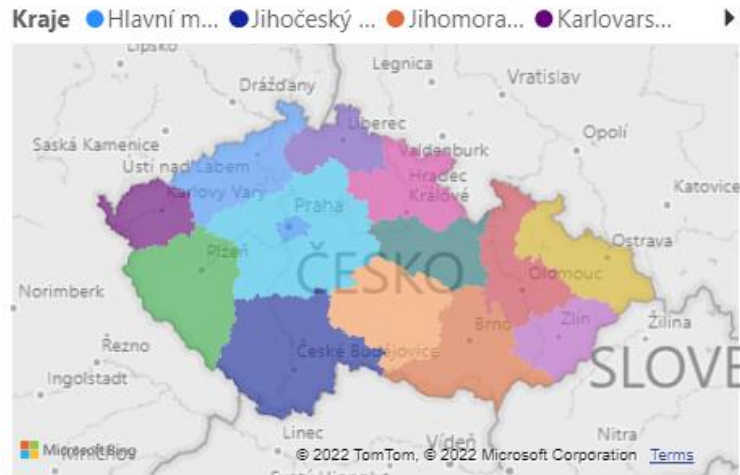 Kraje Hlavní m... Jihočeský ... Jihomora... Karlovars...
Lipsko
Legnica
Drážďany
Vratislav
Saská Kamenice
Liberec
Valdenburk
Opolí
Ústí nad Labem
Karlovy Vary
Hradec
Králové
Katovice
Praha
Plzeň
ČESKO
Ostrava
Olomouc
Norimberk
Brno
Zlín
Žilina
Řezno
České Budějovice
SLOVE
Ingolstadt
Linec
Nitra
Microsoft Bing
Mnichov
Vídeň
© 2022 TomTom, © 2022 Microsoft Corporation Terms